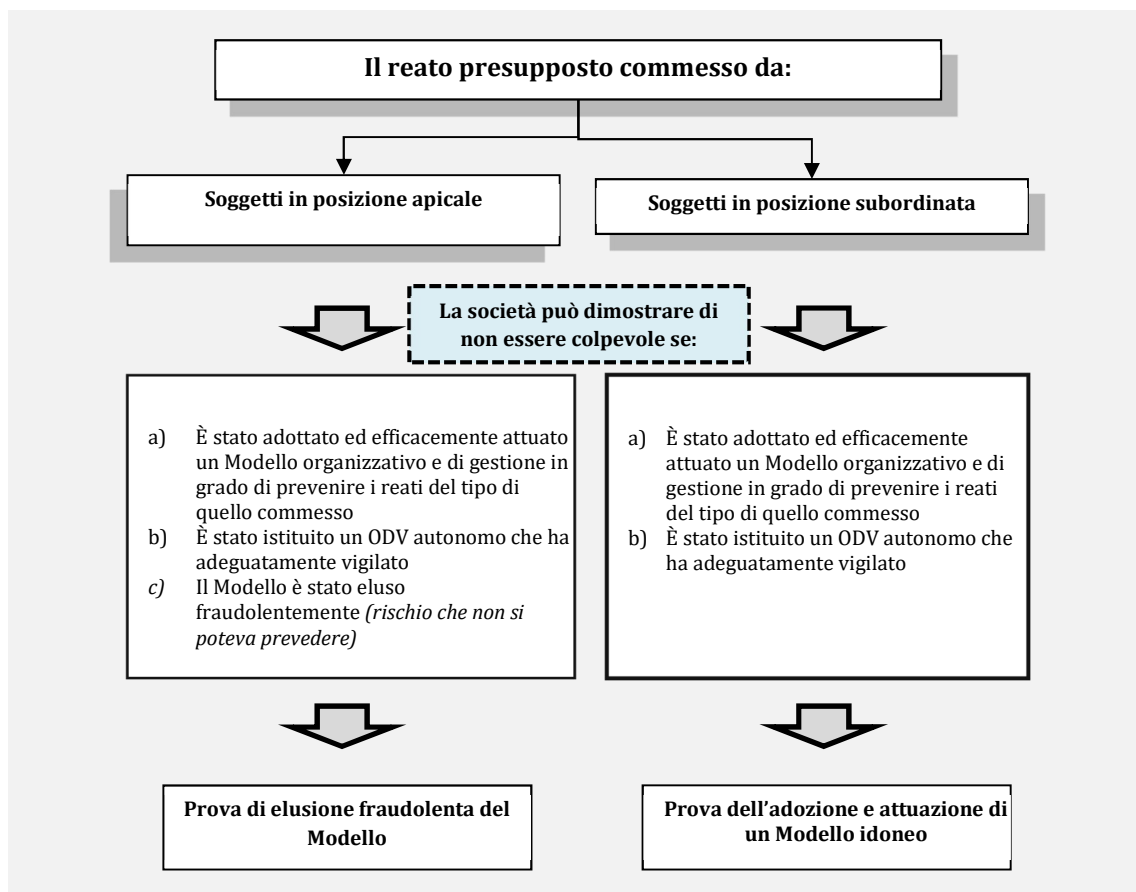 Il reato presupposto commesso da:
Soggetti in posizione apicale
Soggetti in posizione subordinata
La società può dimostrare di
non essere colpevole se:
a) È stato adottato ed efficacemente attuato
un Modello organizzativo e di gestione in
grado di prevenire i reati del tipo di
quello commesso
b) È stato istituito un ODV autonomo che ha
adeguatamente vigilato
c) Il Modello è stato eluso
fraudolentemente (rischio che non si
poteva prevedere)
a) È stato adottato ed efficacemente
attuato un Modello organizzativo e di
gestione in grado di prevenire i reati
del tipo di quello commesso
b) È stato istituito un ODV autonomo che
ha adeguatamente vigilato
Prova di elusione fraudolenta del
Modello
Prova dell’adozione e attuazione di
un Modello idoneo